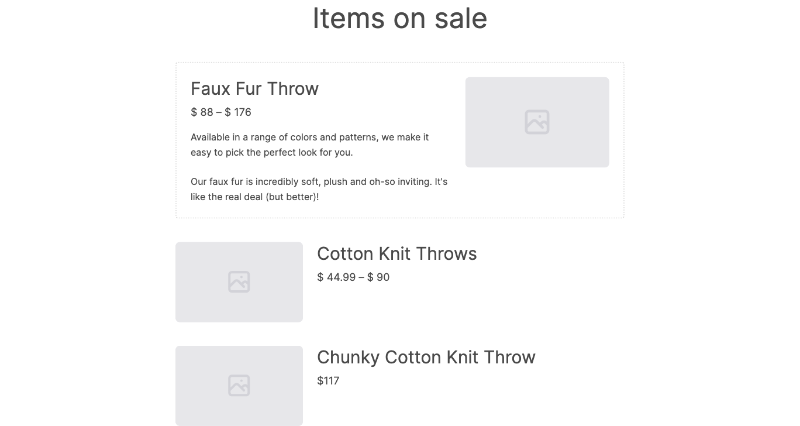 Items on sale
Faux Fur Throw
$ 88 – $ 176
Available in a range of colors and patterns, we make it
easy to pick the perfect look for you.
Our faux fur is incredibly soft, plush and oh-so inviting. It's
like the real deal (but better)!
Cotton Knit Throws
$ 44.99 – $ 90
Chunky Cotton Knit Throw
$117